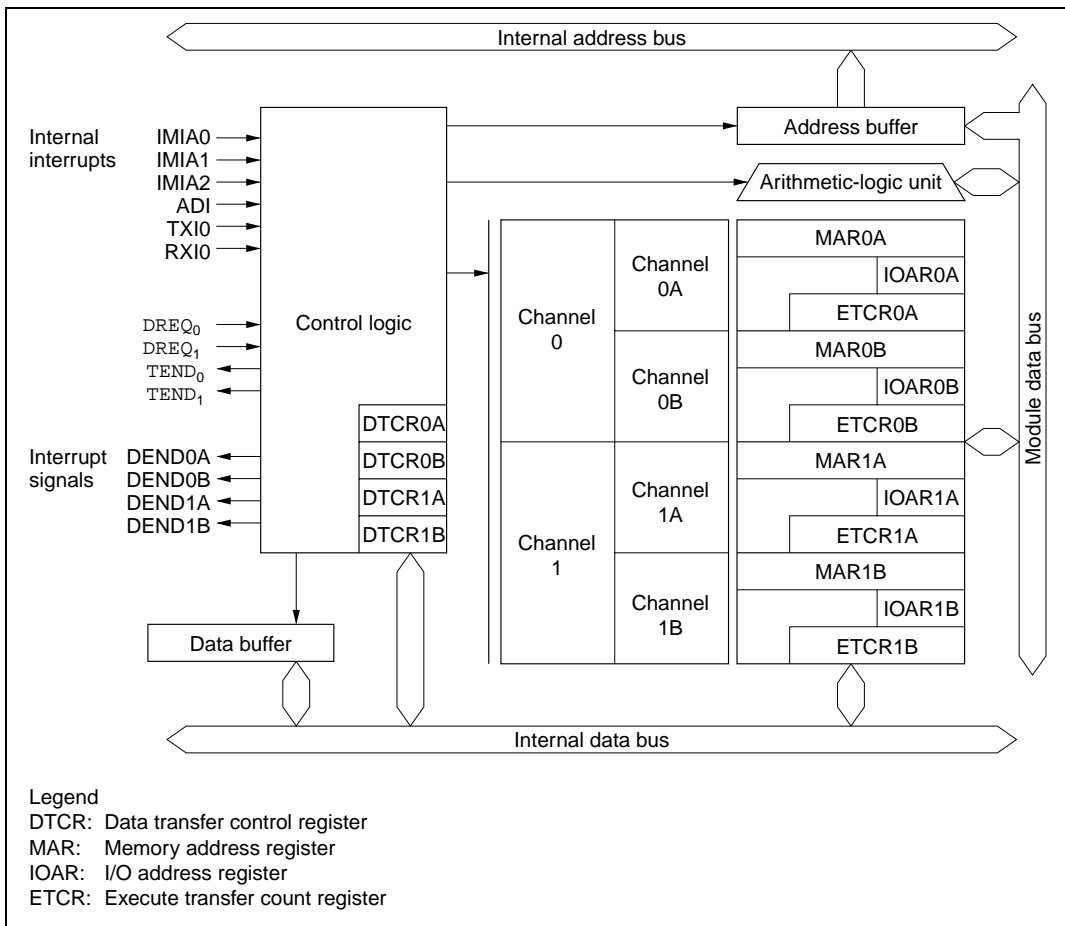 Internal address bus
Internal
interrupts
IMIA0
IMIA1
IMIA2
ADI
TXI0
RXI0
DREQ0
DREQ1
TEND0
TEND1
Interrupt
signals
DEND0A
DEND0B
DEND1A
DEND1B
Control logic
DTCR0A
DTCR0B
DTCR1A
DTCR1B
Data buffer
Address buffer
Arithmetic-logic unit
Channel
0
Channel
0A
Channel
0B
Channel
1
Channel
1A
Channel
1B
MAR0A
IOAR0A
ETCR0A
MAR0B
IOAR0B
ETCR0B
MAR1A
IOAR1A
ETCR1A
MAR1B
IOAR1B
ETCR1B
Module data bus
Internal data bus
Legend
DTCR: Data transfer control register
MAR: Memory address register
IOAR: I/O address register
ETCR: Execute transfer count register